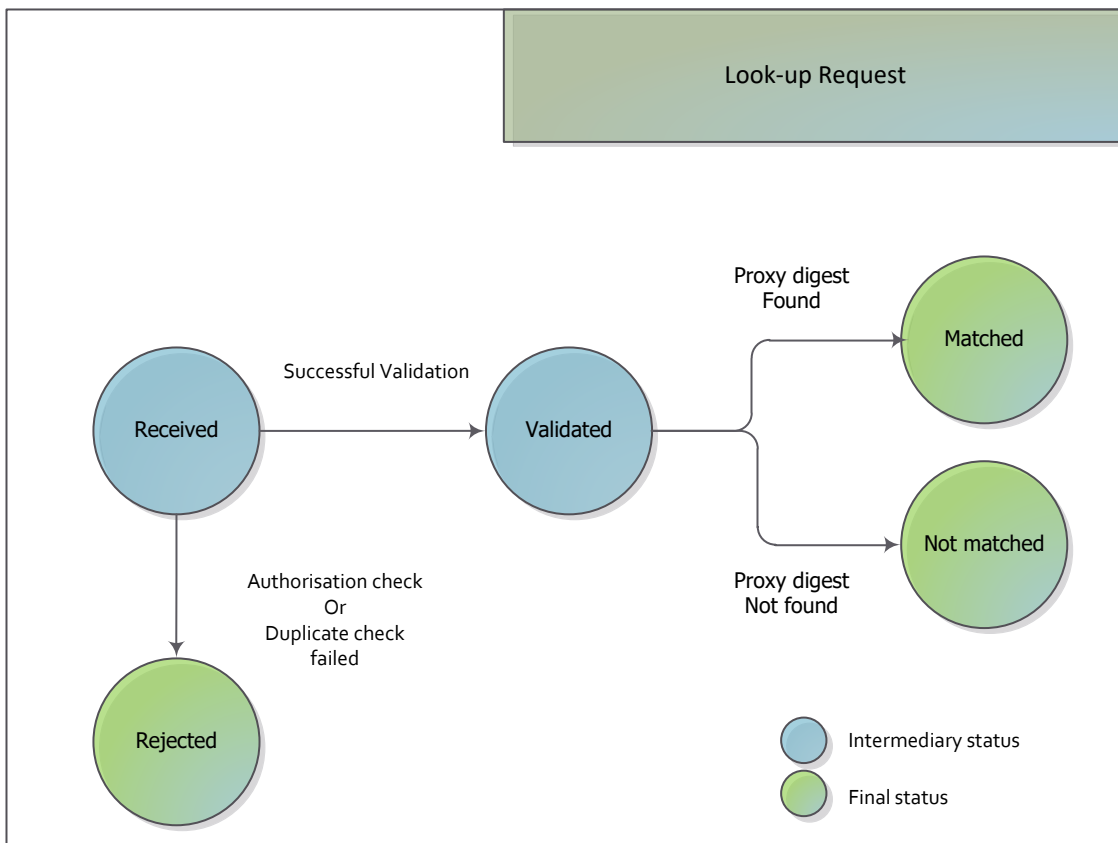 Look-up Request
Proxy digest
Found
Matched
Successful Validation
Received
Validated
Not matched
Proxy digest
Not found
Authorisation check
Or
Duplicate check
failed
Rejected
Intermediary status
Final status